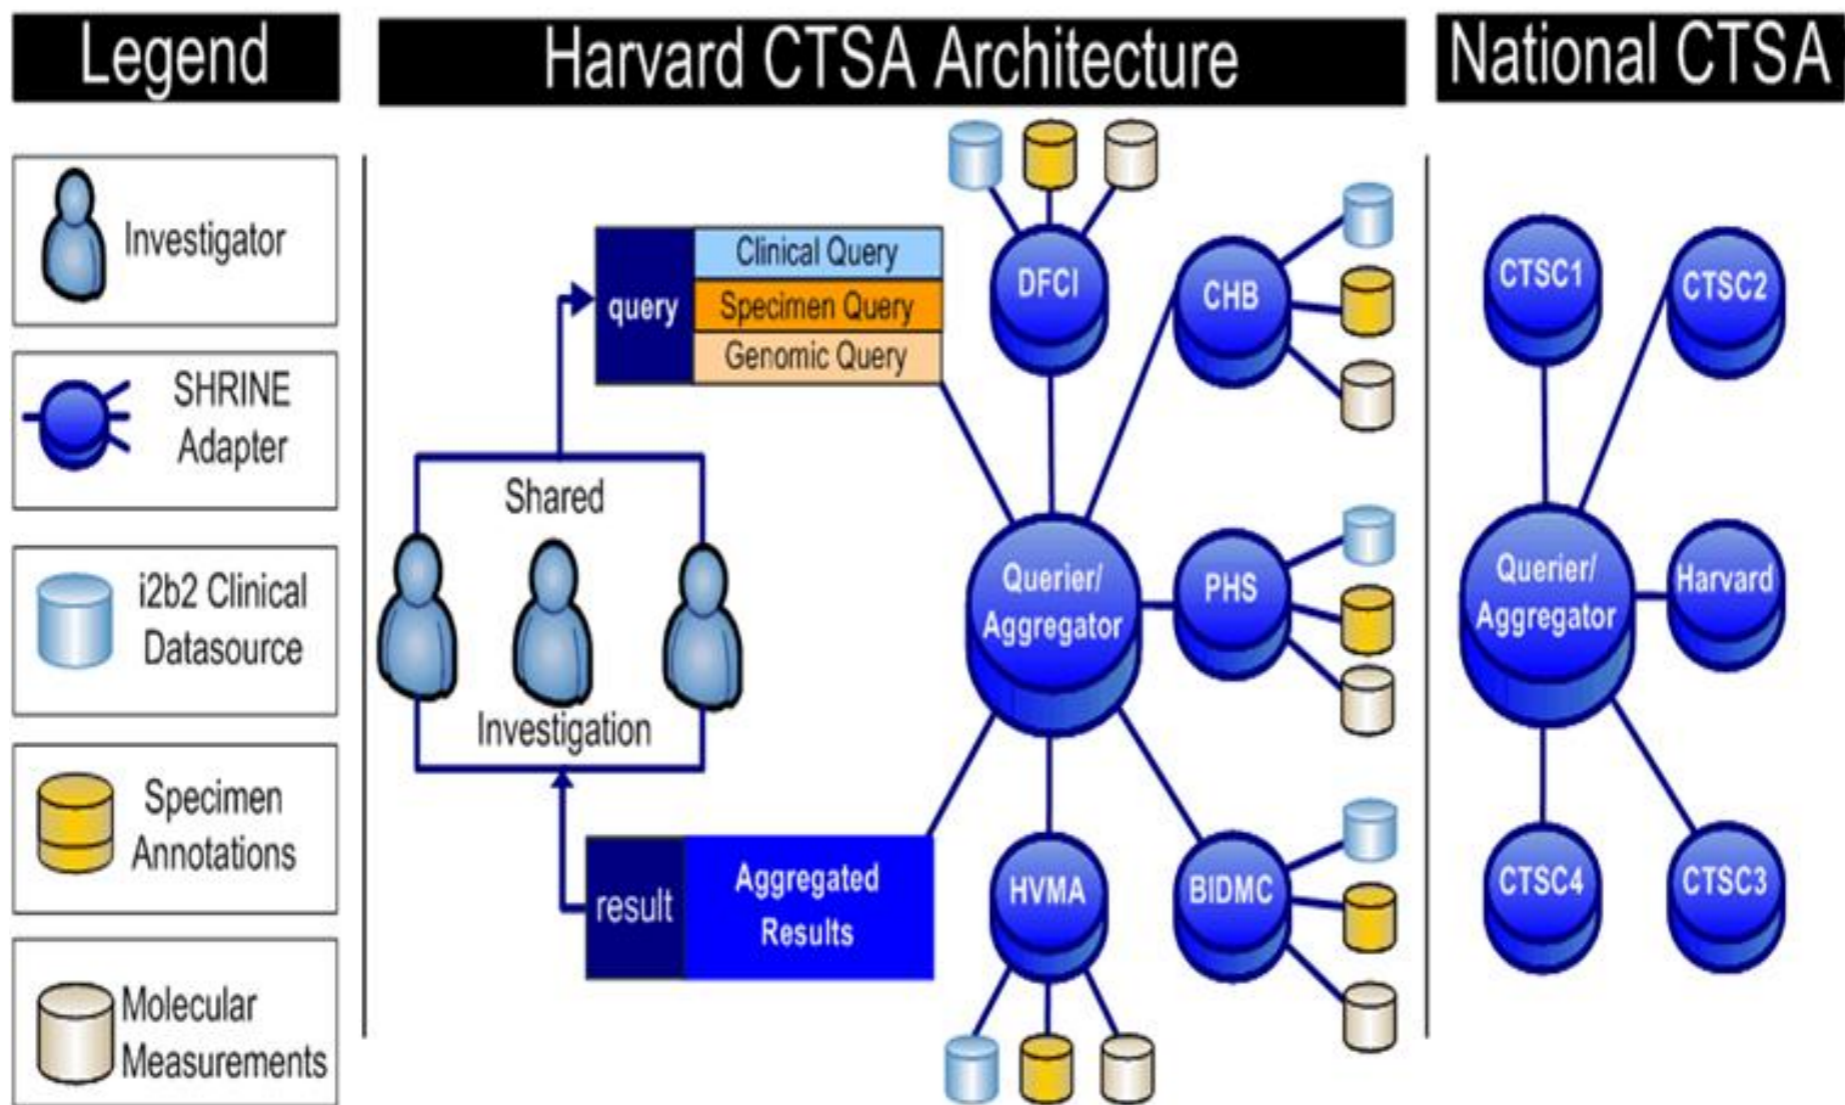 Legend
Investigator
SHRINE
Adapter
i2b2 Clinical
Datasource
Specimen
Annotations
Molecular
Measurements
Harvard CTSA Architecture
query
Clinical Query
Specimen Query
Genomic Query
Shared
Investigation
result
Aggregated
Results
DFCI
CHB
Querier/
Aggregator
PHS
HVMA
BIDMC
National CTSA
CTSC1
CTSC2
Querier/
Aggregator
Harvard
CTSC4
CTSC3